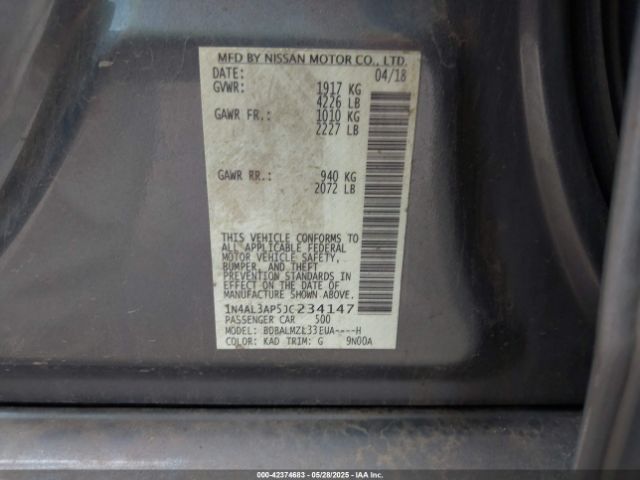 MFD BY NISSAN MOTOR CO., LTD.
DATE: 04/18
GVWR: 1917 KG
4226 LB
GAWR FR.: 1010 KG
2227 LB
GAWR RR.: 940 KG
2072 LB
THIS VEHICLE CONFORMS TO
ALL APPLICABLE FEDERAL
MOTOR VEHICLE SAFETY,
BUMPER, AND THEFT
PREVENTION STANDARDS IN
EFFECT ON THE DATE OF
MANUFACTURE SHOWN ABOVE.
1N4AL3AP5JC234147
PASSENGER CAR 500
MODEL: BDBALMZL33EUA----H
COLOR: KAD TRIM: G 9N00A
000-42374683 - 05/28/2025 - IAA Inc.